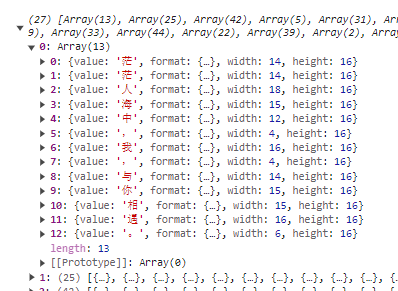 (27) [Array(13), Array(25), Array(42), Array(5), Array(31),
9), Array(33), Array(44), Array(22), Array(39), Array(2), Array
0: Array(13)
0: {value: '茫', format: {…}, width: 14, height: 16}
1: {value: '茫', format: {…}, width: 14, height: 16}
2: {value: '人', format: {…}, width: 18, height: 16}
3: {value: '海', format: {…}, width: 15, height: 16}
4: {value: '中', format: {…}, width: 12, height: 16}
5: {value: '，', format: {…}, width: 4, height: 16}
6: {value: '我', format: {…}, width: 16, height: 16}
7: {value: '，', format: {…}, width: 4, height: 16}
8: {value: '与', format: {…}, width: 14, height: 16}
9: {value: '你', format: {…}, width: 15, height: 16}
10: {value: '相', format: {…}, width: 15, height: 16}
11: {value: '遇', format: {…}, width: 16, height: 16}
12: {value: '。', format: {…}, width: 6, height: 16}
length: 13
[[Prototype]]: Array(0)
1: (25) [{…}, {…}, {…}, {…}, {…}, {…}, {…}, {…}, {…}, {…}